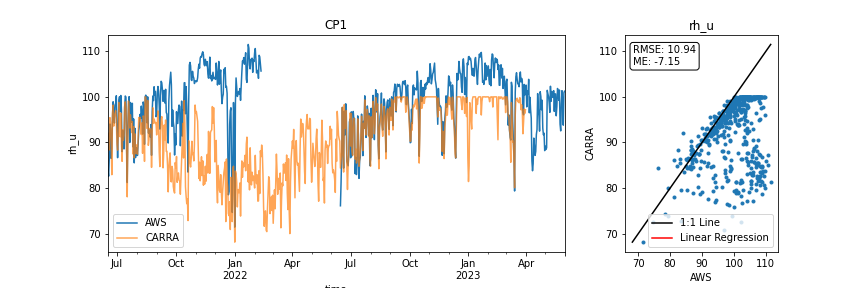 CP1
rh_u
110
100
90
80
70
rh_u
AWS
CARRA
Jul
Oct
Jan
2022
Apr
Jul
Oct
Jan
2023
Apr
time
rh_u
RMSE: 10.94
ME: -7.15
110
100
90
80
70
CARRA
1:1 Line
Linear Regression
70
80
90
100
110
AWS